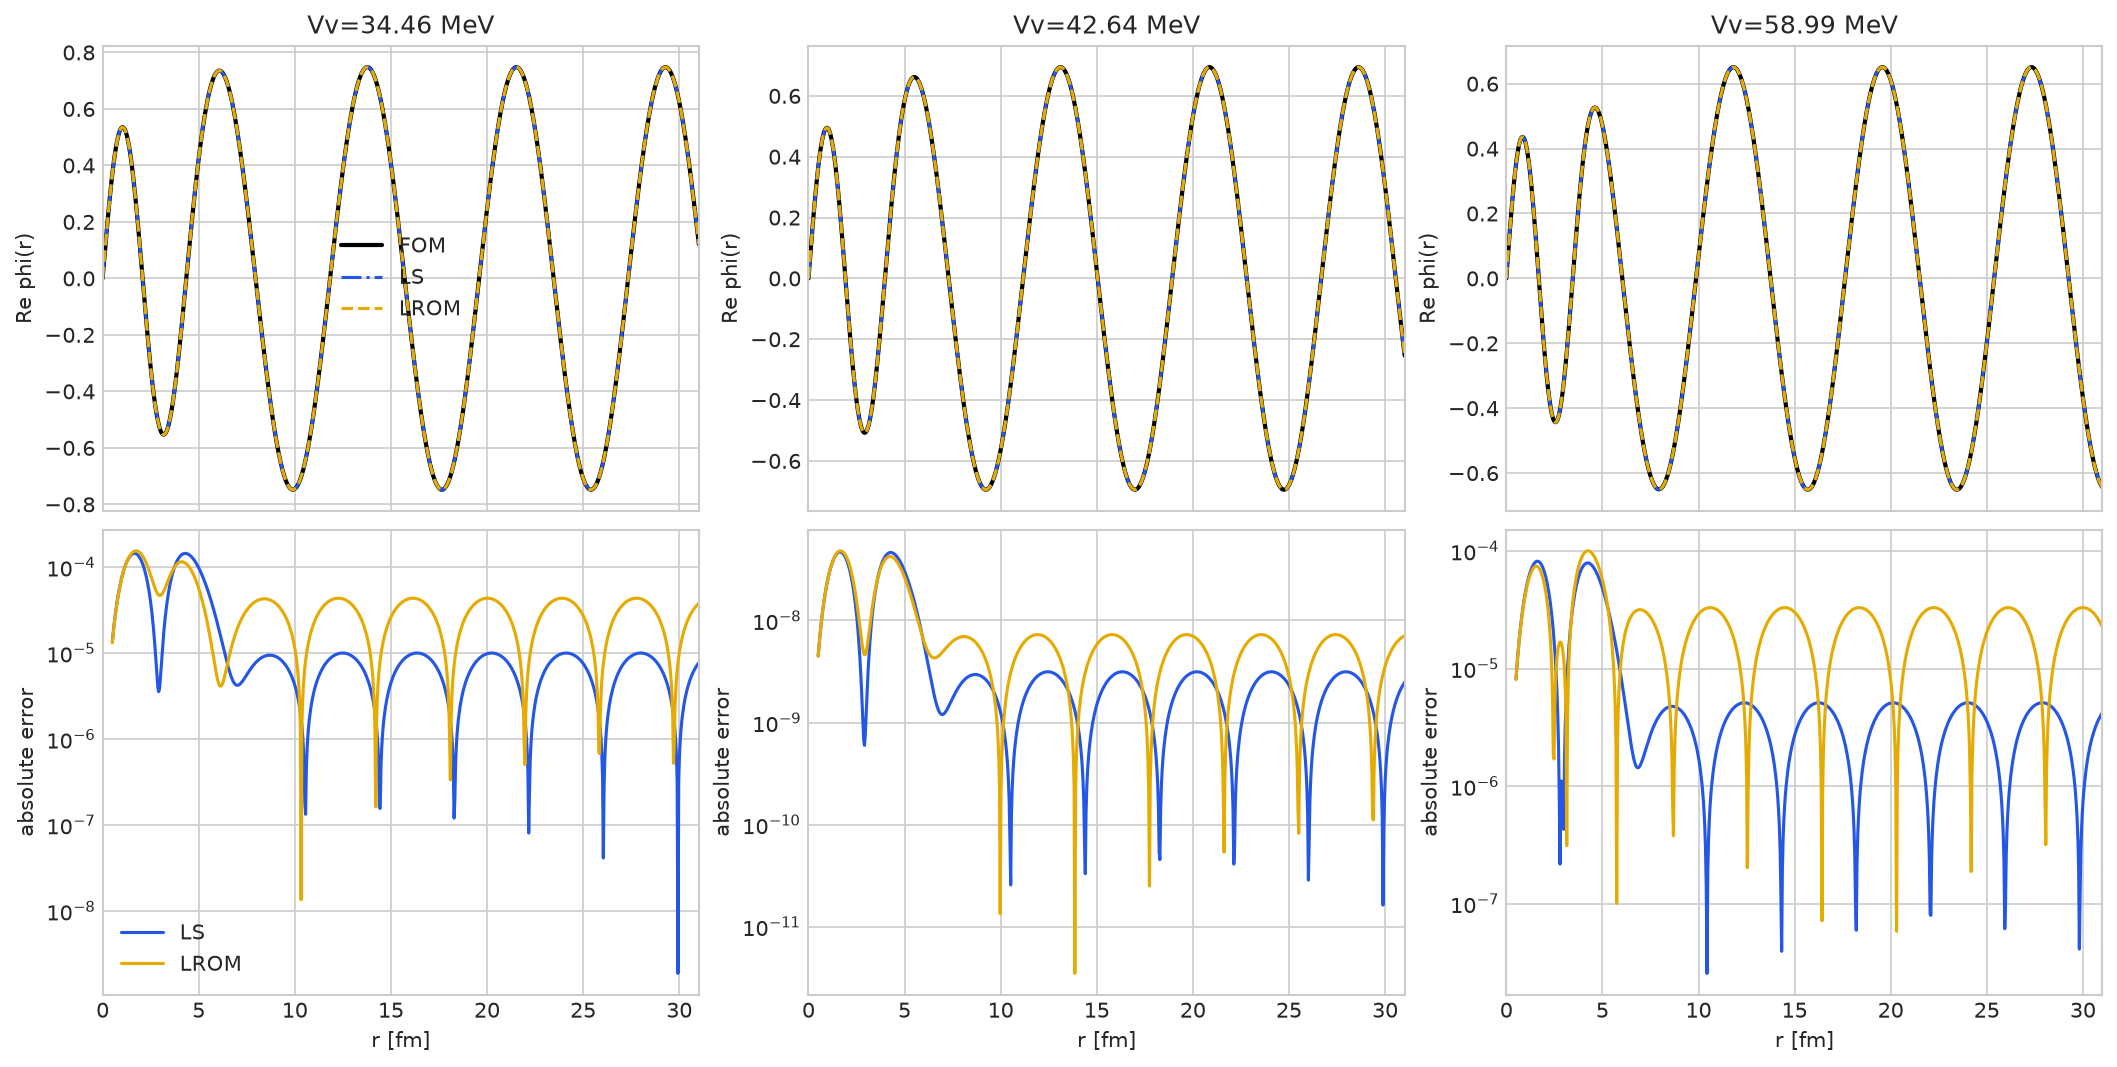 Vv=34.46 MeV
Vv=42.64 MeV
Vv=58.99 MeV
Re phi(r)
0.8
0.6
0.4
0.2
0.0
−0.2
−0.4
−0.6
−0.8
FOM
LS
LROM
Re phi(r)
0.6
0.4
0.2
0.0
−0.2
−0.4
−0.6
Re phi(r)
0.6
0.4
0.2
0.0
−0.2
−0.4
−0.6
absolute error
10⁻⁴
10⁻⁵
10⁻⁶
10⁻⁷
10⁻⁸
LS
LROM
0 5 10 15 20 25 30
r [fm]
absolute error
10⁻⁸
10⁻⁹
10⁻¹⁰
10⁻¹¹
0 5 10 15 20 25 30
r [fm]
absolute error
10⁻⁴
10⁻⁵
10⁻⁶
10⁻⁷
0 5 10 15 20 25 30
r [fm]